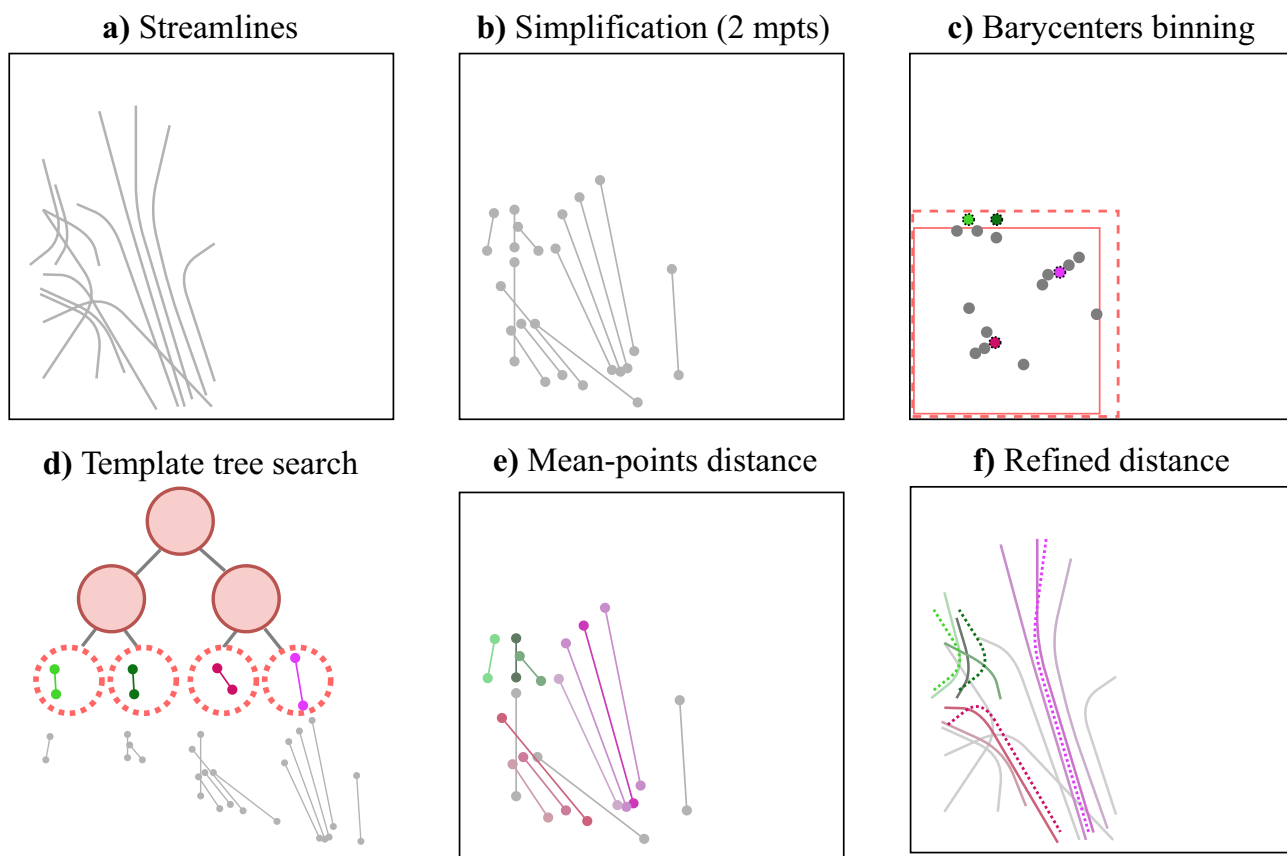 a) Streamlines
b) Simplification (2 mpts)
c) Barycenters binning
d) Template tree search
e) Mean-points distance
f) Refined distance